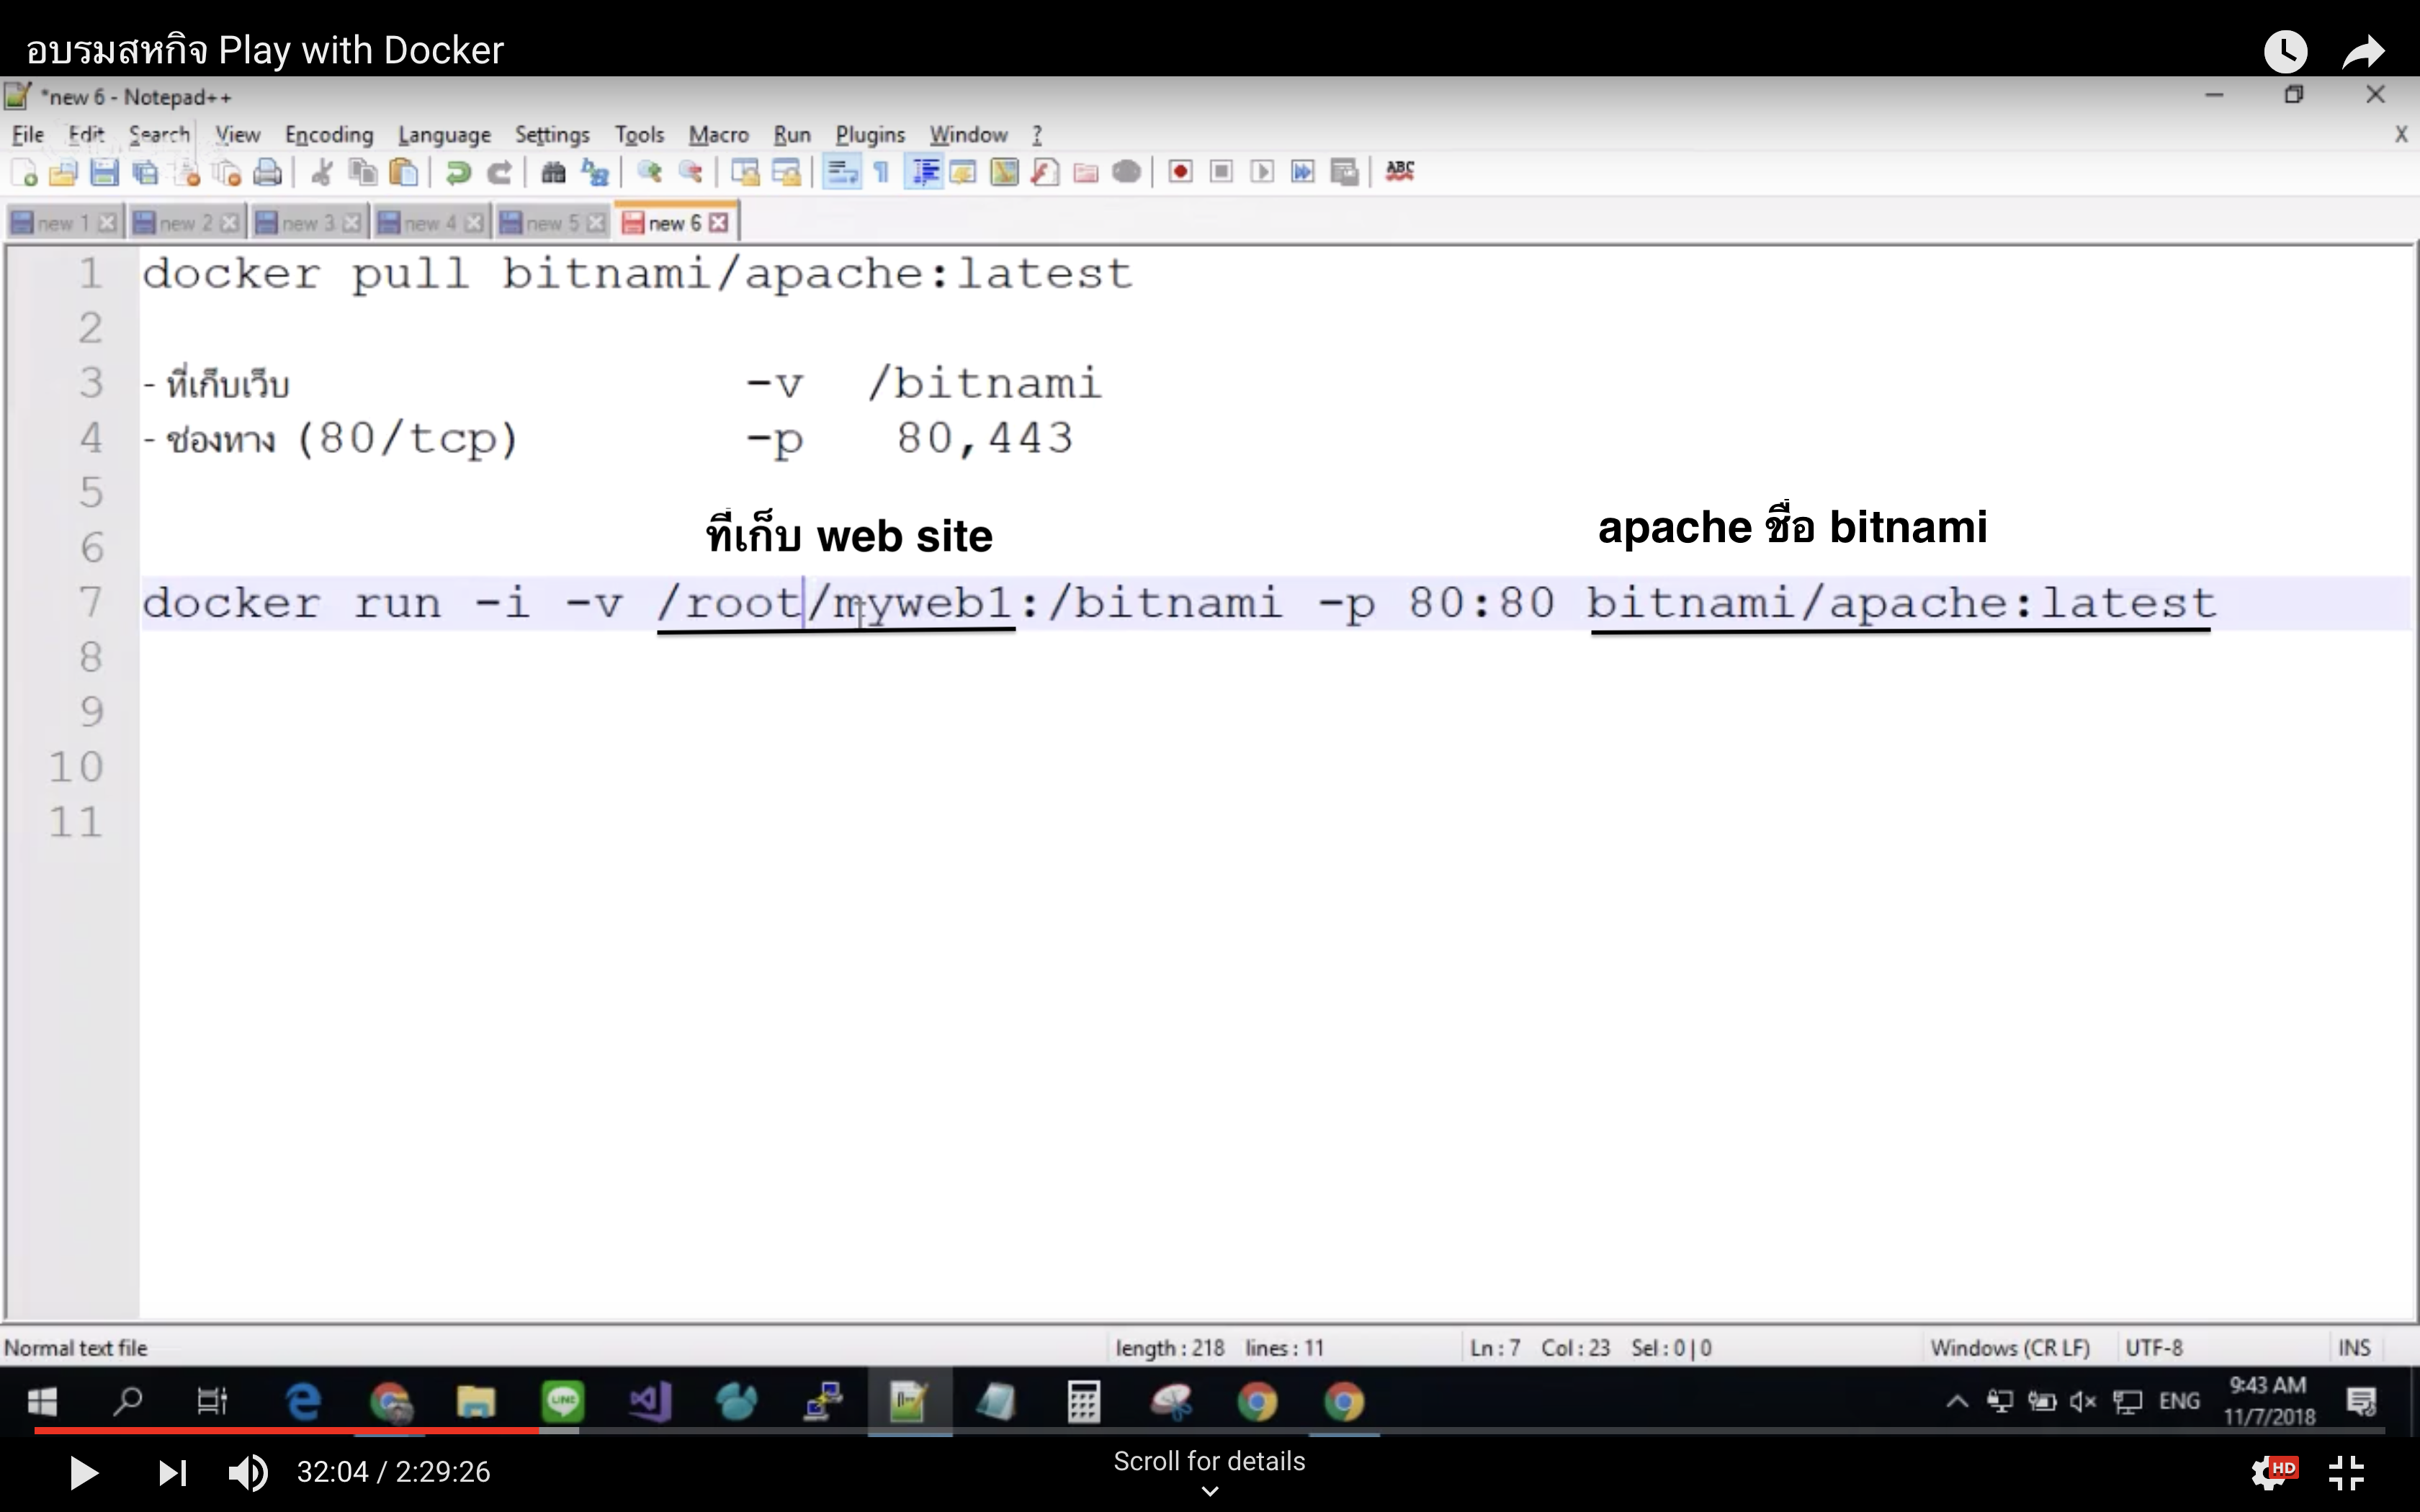 อบรมสหกิจ Play with Docker
*new 6 - Notepad++
File Edit Search View Encoding Language Settings Tools Macro Run Plugins Window ? X
ABC
new 1 new 2 new 3 new 4 new 5 new 6
1 docker pull bitnami/apache:latest
2
3 - ที่เก็บเว็บ -v /bitnami
4 - ช่องทาง (80/tcp) -p 80,443
5
ที่เก็บ web site apache ชื่อ bitnami
6
7 docker run -i -v /root/myweb1:/bitnami -p 80:80 bitnami/apache:latest
8
9
10
11
Normal text file length : 218 lines : 11 Ln : 7 Col : 23 Sel : 0 | 0 Windows (CR LF) UTF-8 INS
LINE
ENG
9:43 AM
11/7/2018
32:04 / 2:29:26
Scroll for details
HD